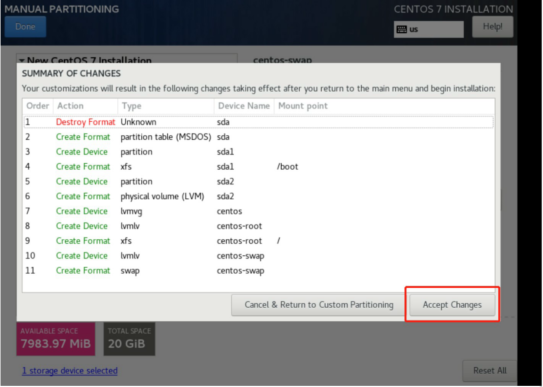 MANUAL PARTITIONING
CENTOS 7 INSTALLATION
Done
us
Help!
New CentOS 7 Installation
centos-swap
SUMMARY OF CHANGES
Your customizations will result in the following changes taking effect after you return to the main menu and begin installation:
Order Action Type Device Name Mount point
1 Destroy Format Unknown sda
2 Create Format partition table (MSDOS) sda
3 Create Device partition sda1
4 Create Format xfs sda1 /boot
5 Create Device partition sda2
6 Create Format physical volume (LVM) sda2
7 Create Device lvmvg centos
8 Create Device lvmlv centos-root
9 Create Format xfs centos-root /
10 Create Device lvmlv centos-swap
11 Create Format swap centos-swap
Cancel & Return to Custom Partitioning
Accept Changes
AVAILABLE SPACE
7983.97 MiB
TOTAL SPACE
20 GiB
1 storage device selected
Reset All